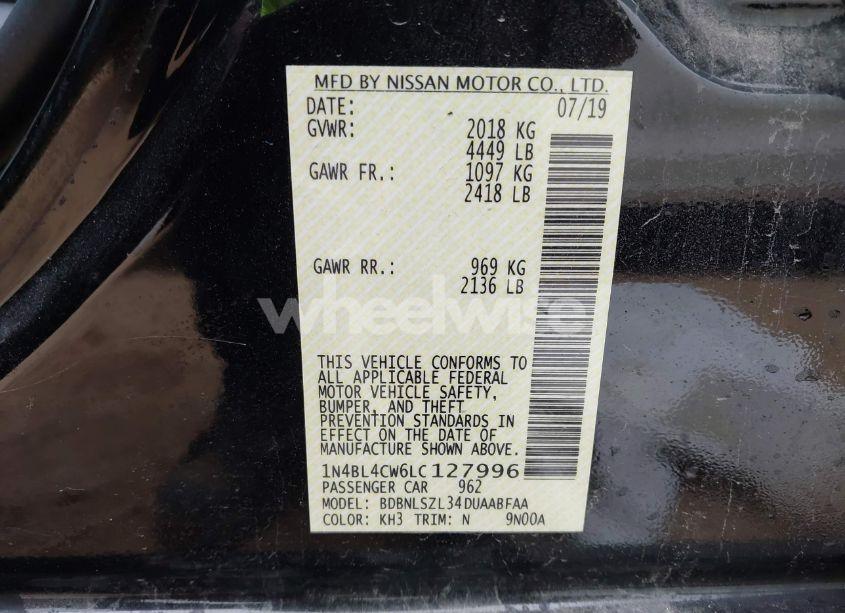 MFD BY NISSAN MOTOR CO., LTD.
DATE: 07/19
GVWR: 2018 KG
4449 LB
GAWR FR.: 1097 KG
2418 LB
GAWR RR.: 969 KG
2136 LB
wheelwise
THIS VEHICLE CONFORMS TO
ALL APPLICABLE FEDERAL
MOTOR VEHICLE SAFETY,
BUMPER, AND THEFT
PREVENTION STANDARDS IN
EFFECT ON THE DATE OF
MANUFACTURE SHOWN ABOVE.
1N4BL4CW6LC127996
PASSENGER CAR 962
MODEL: BDBNLSZL34DUAABFAA
COLOR: KH3 TRIM: N 9N00A